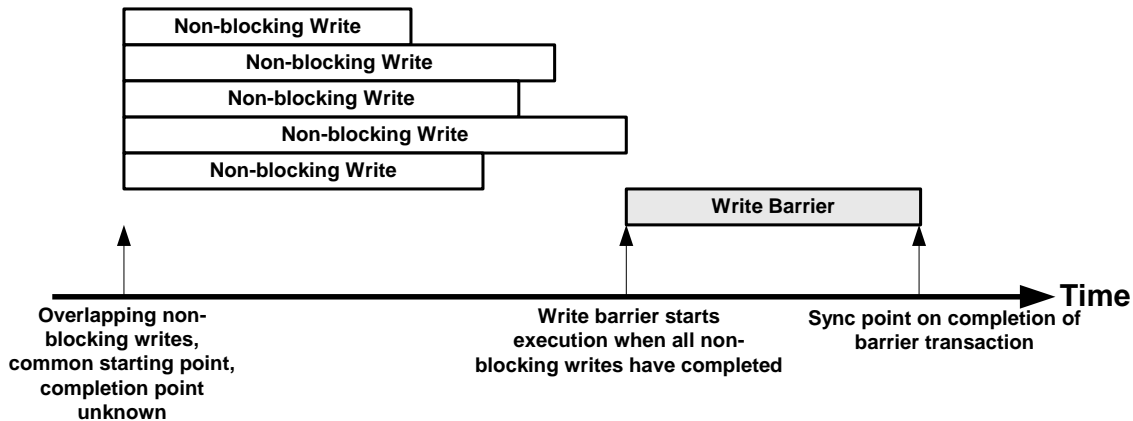 Non-blocking Write
Non-blocking Write
Non-blocking Write
Non-blocking Write
Non-blocking Write
Write Barrier
Time
Overlapping non-
blocking writes,
common starting point,
completion point
unknown
Write barrier starts
execution when all non-
blocking writes have completed
Sync point on completion of
barrier transaction